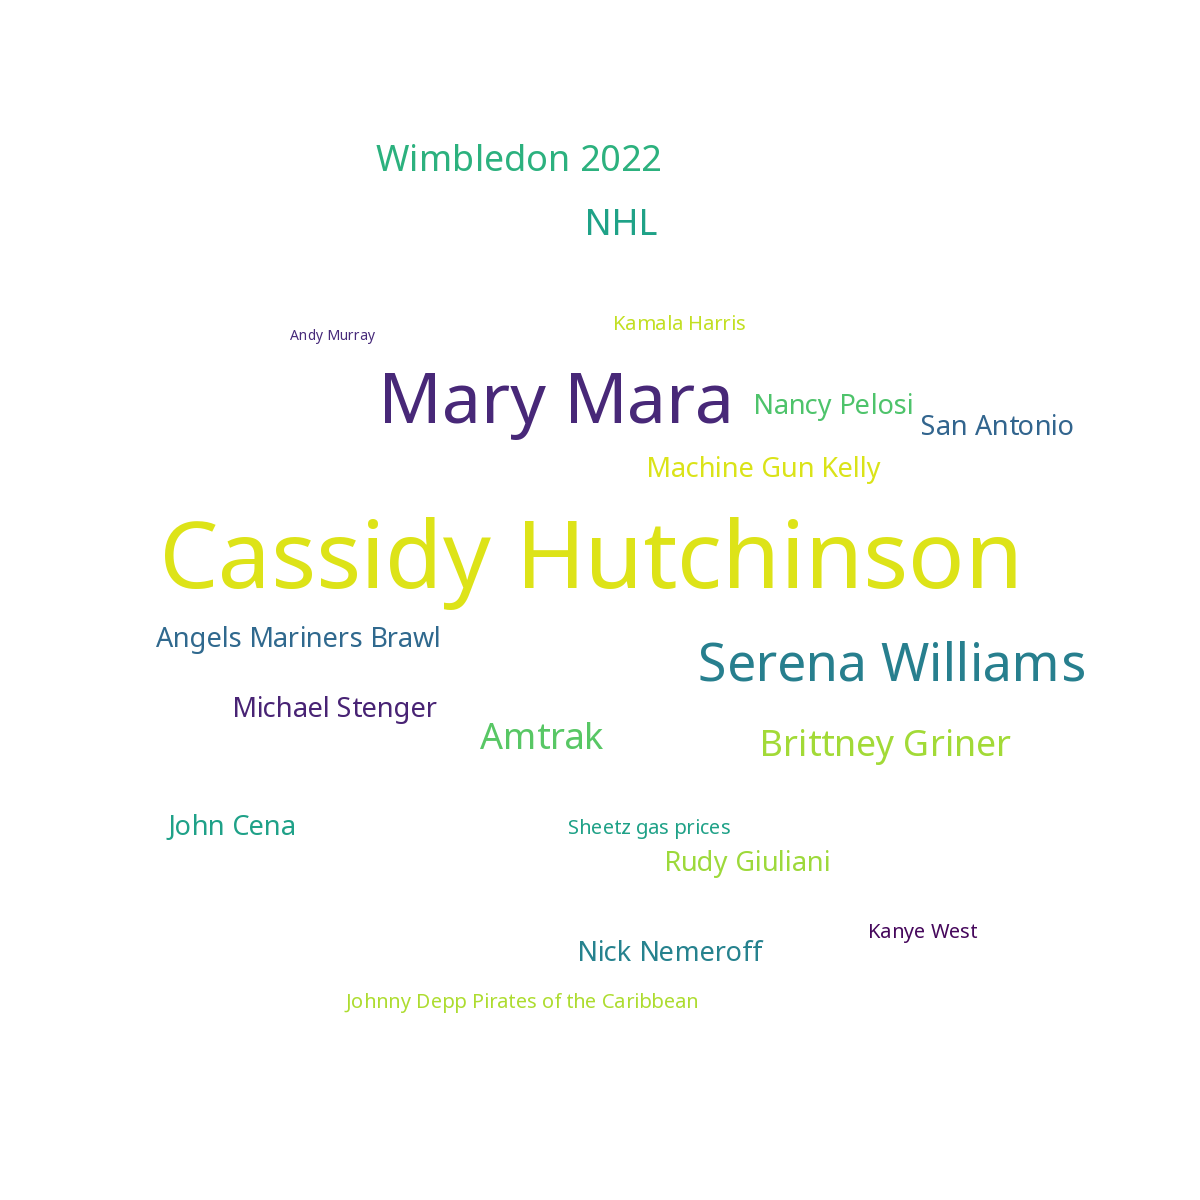 Wimbledon 2022
NHL
Kamala Harris
Andy Murray
Mary Mara
Nancy Pelosi
San Antonio
Machine Gun Kelly
Cassidy Hutchinson
Angels Mariners Brawl
Serena Williams
Michael Stenger
Amtrak
Brittney Griner
John Cena
Sheetz gas prices
Rudy Giuliani
Kanye West
Nick Nemeroff
Johnny Depp Pirates of the Caribbean